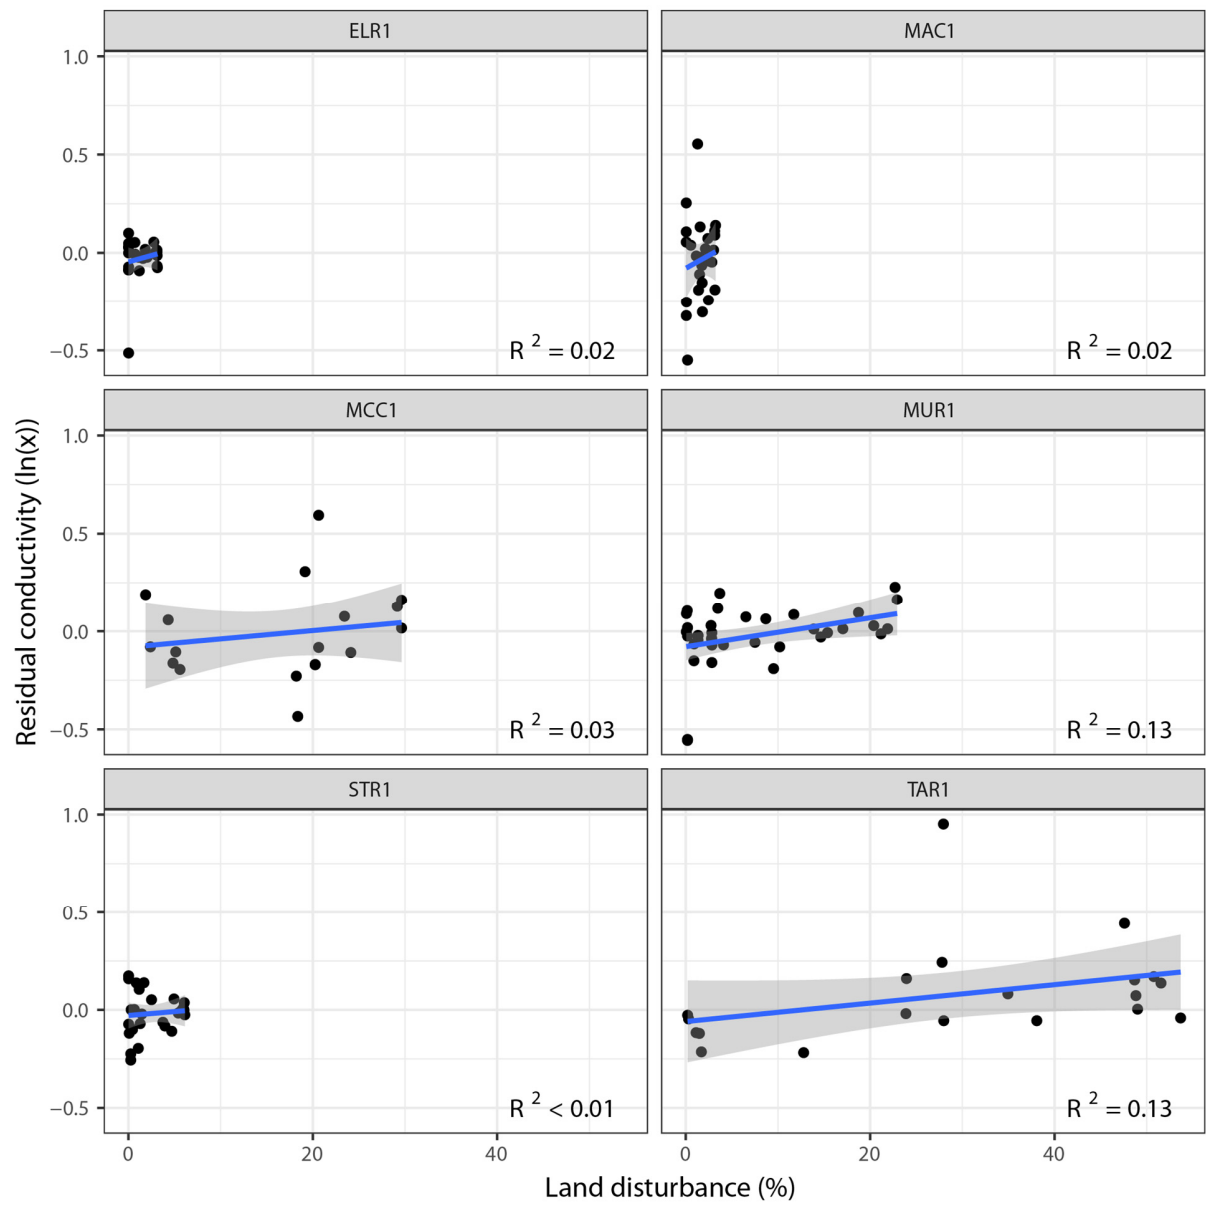 ELR1
MAC1
1.0
0.5
0.0
−0.5
R 2 = 0.02
R 2 = 0.02
MCC1
MUR1
1.0
0.5
0.0
−0.5
R 2 = 0.03
R 2 = 0.13
STR1
TAR1
1.0
0.5
0.0
−0.5
R 2 < 0.01
R 2 = 0.13
0
20
40
0
20
40
Land disturbance (%)
Residual conductivity (ln(x))